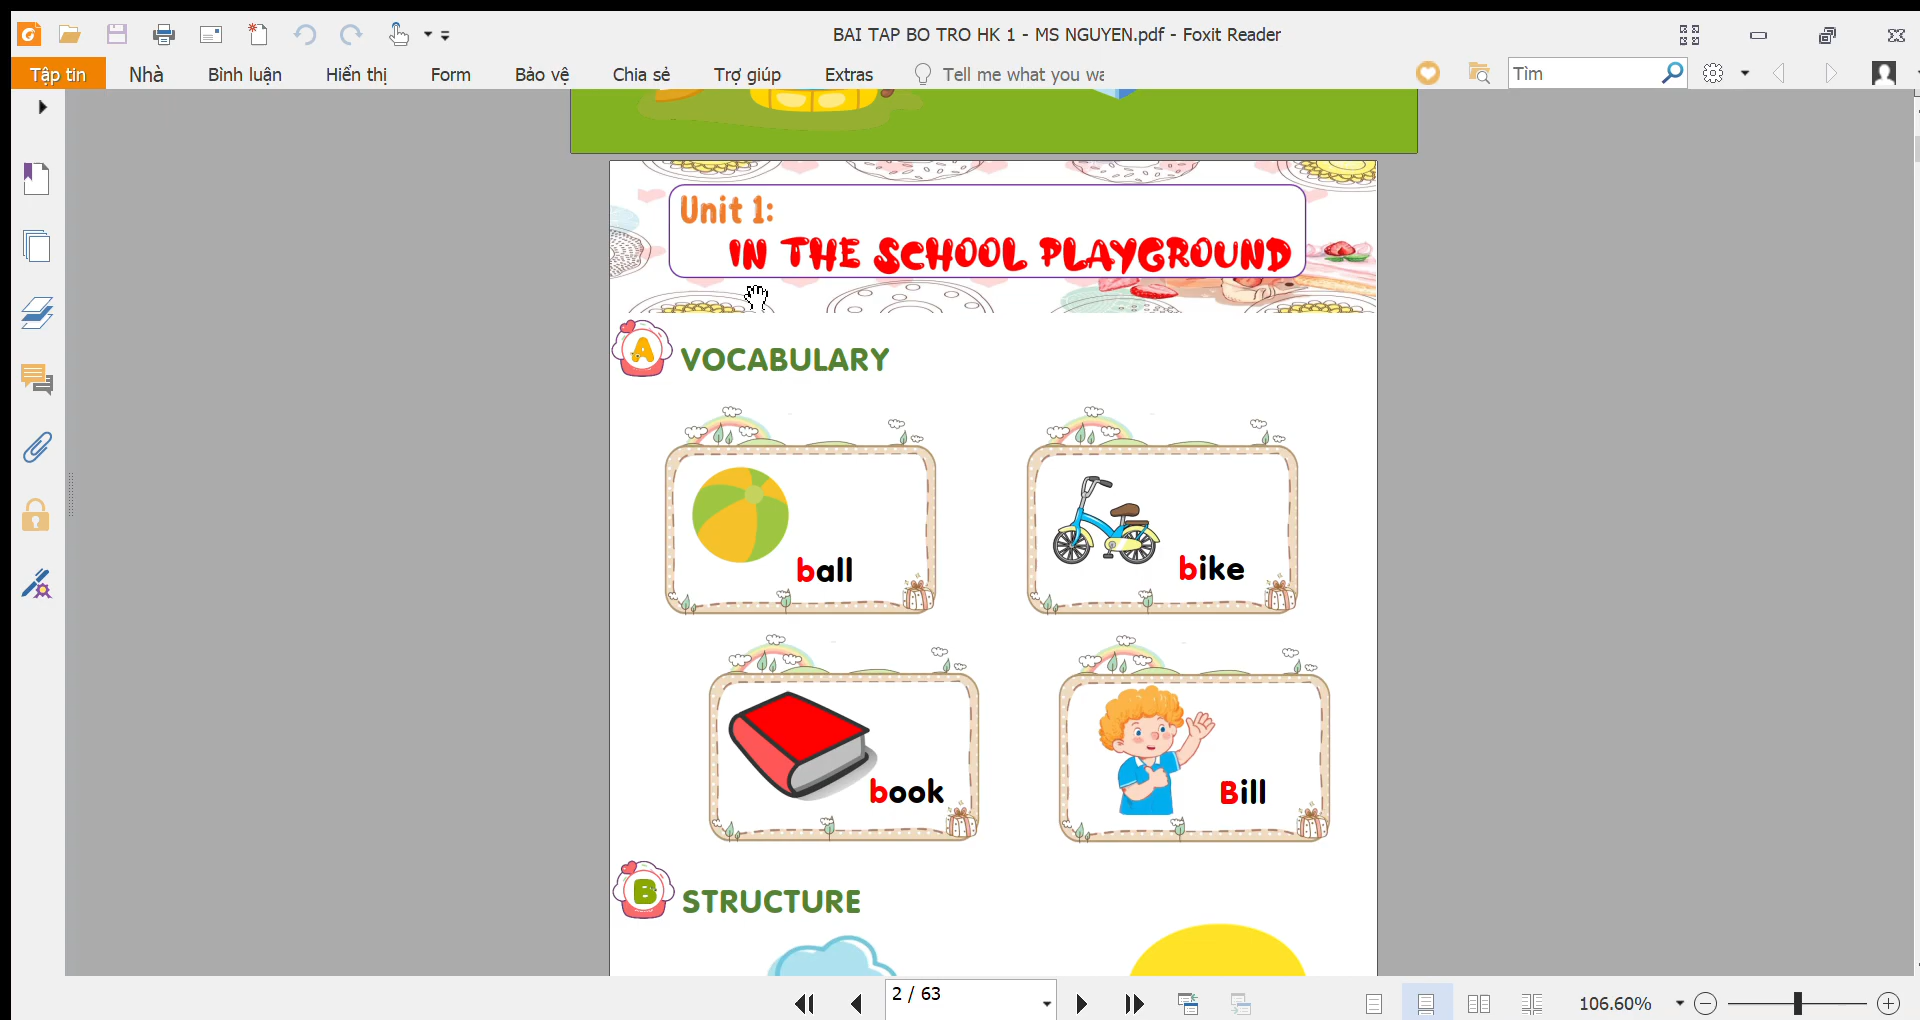 BAI TAP BO TRO HK 1 - MS NGUYEN.pdf - Foxit Reader
Tập tin Nhà Bình luận Hiển thị Form Bảo vệ Chia sẻ Trợ giúp Extras Tell me what you wa Tìm
Unit 1:
IN THE SCHOOL PLAYGROUND
A VOCABULARY
ball
bike
book
Bill
B STRUCTURE
2 / 63
106.60%